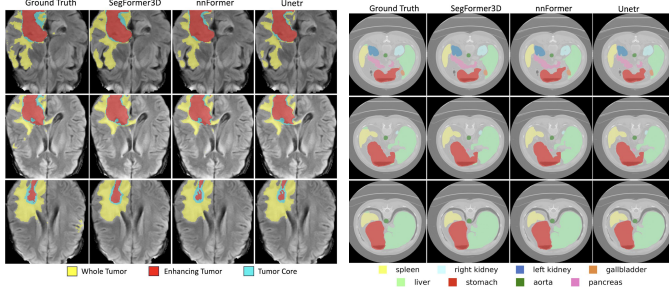 Ground Truth SegFormer3D nnFormer Unetr
Whole Tumor Enhancing Tumor Tumor Core
Ground Truth SegFormer3D nnFormer Unetr
spleen right kidney left kidney gallbladder
liver stomach aorta pancreas